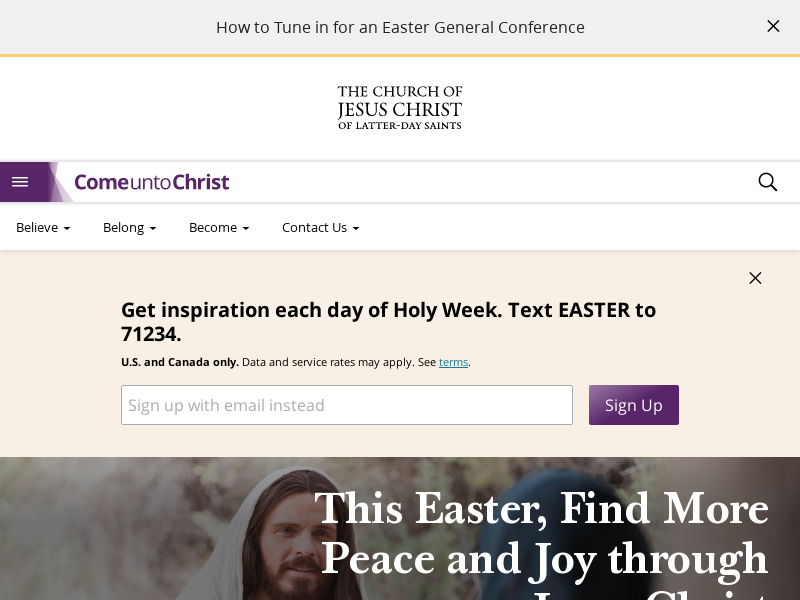 How to Tune in for an Easter General Conference
THE CHURCH OF
JESUS CHRIST
OF LATTER-DAY SAINTS
ComeuntoChrist
Believe
Belong
Become
Contact Us
Get inspiration each day of Holy Week. Text EASTER to
71234.
U.S. and Canada only. Data and service rates may apply. See terms.
Sign up with email instead
Sign Up
This Easter, Find More
Peace and Joy through